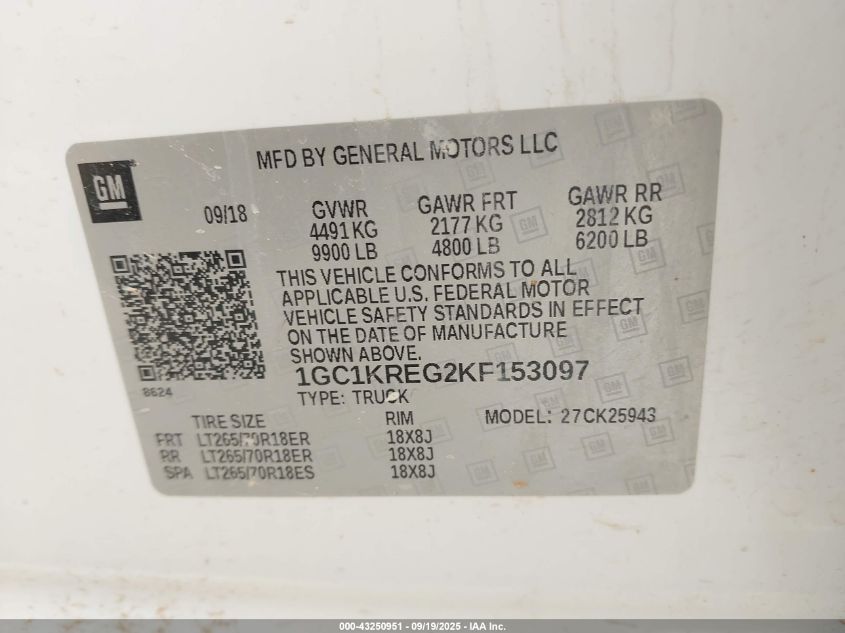 MFD BY GENERAL MOTORS LLC
GM
09/18
GVWR GAWR FRT GAWR RR
4491 KG 2177 KG 2812 KG
9900 LB 4800 LB 6200 LB
THIS VEHICLE CONFORMS TO ALL
APPLICABLE U.S. FEDERAL MOTOR
VEHICLE SAFETY STANDARDS IN EFFECT
ON THE DATE OF MANUFACTURE
SHOWN ABOVE.
1GC1KREG2KF153097
8624
TYPE: TRUCK
TIRE SIZE RIM MODEL: 27CK25943
FRT LT265/70R18ER 18X8J
RR LT265/70R18ER 18X8J
SPA LT265/70R18ES 18X8J
000-43250951 - 09/19/2025 - IAA Inc.